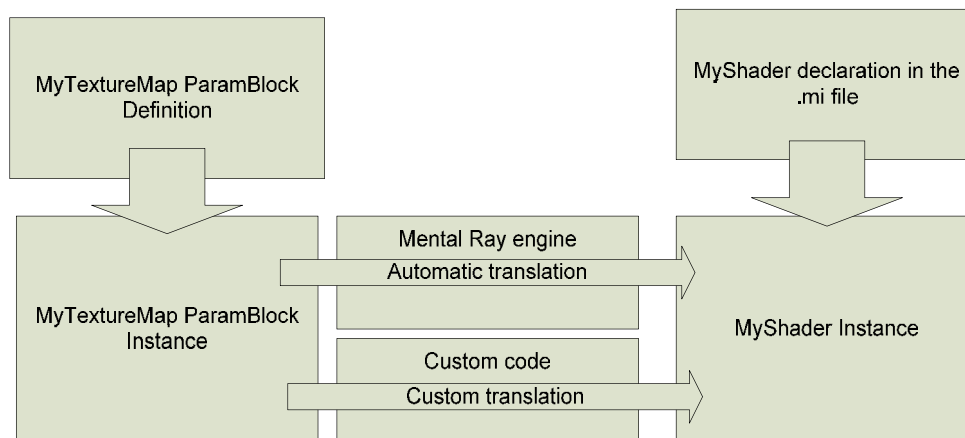 MyTextureMap ParamBlock
Definition
MyShader declaration in the
.mi file
MyTextureMap ParamBlock
Instance
Mental Ray engine
Automatic translation
Custom code
Custom translation
MyShader Instance